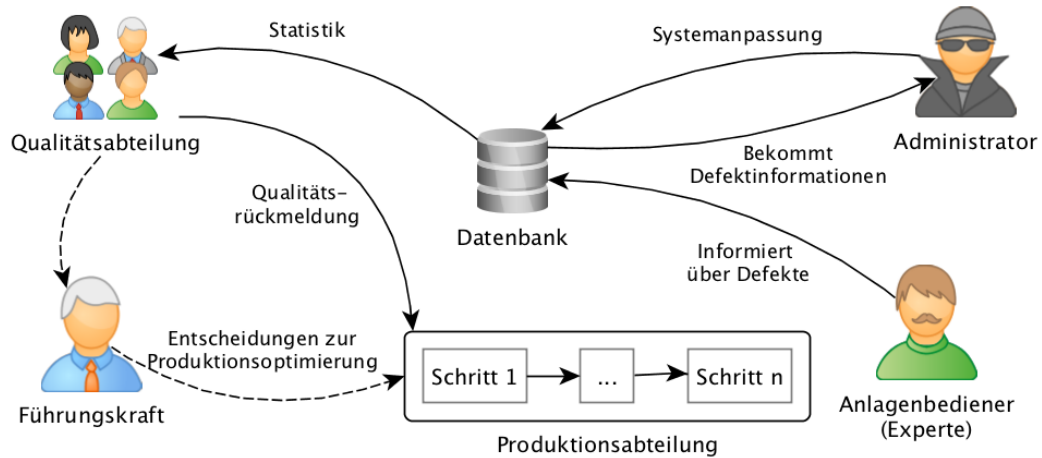 Statistik
Systemanpassung
Qualitätsabteilung
Administrator
Bekommt
Defektinformationen
Qualitäts-
rückmeldung
Datenbank
Informiert
über Defekte
Entscheidungen zur
Produktionsoptimierung
Schritt 1
...
Schritt n
Führungskraft
Anlagenbediener
(Experte)
Produktionsabteilung